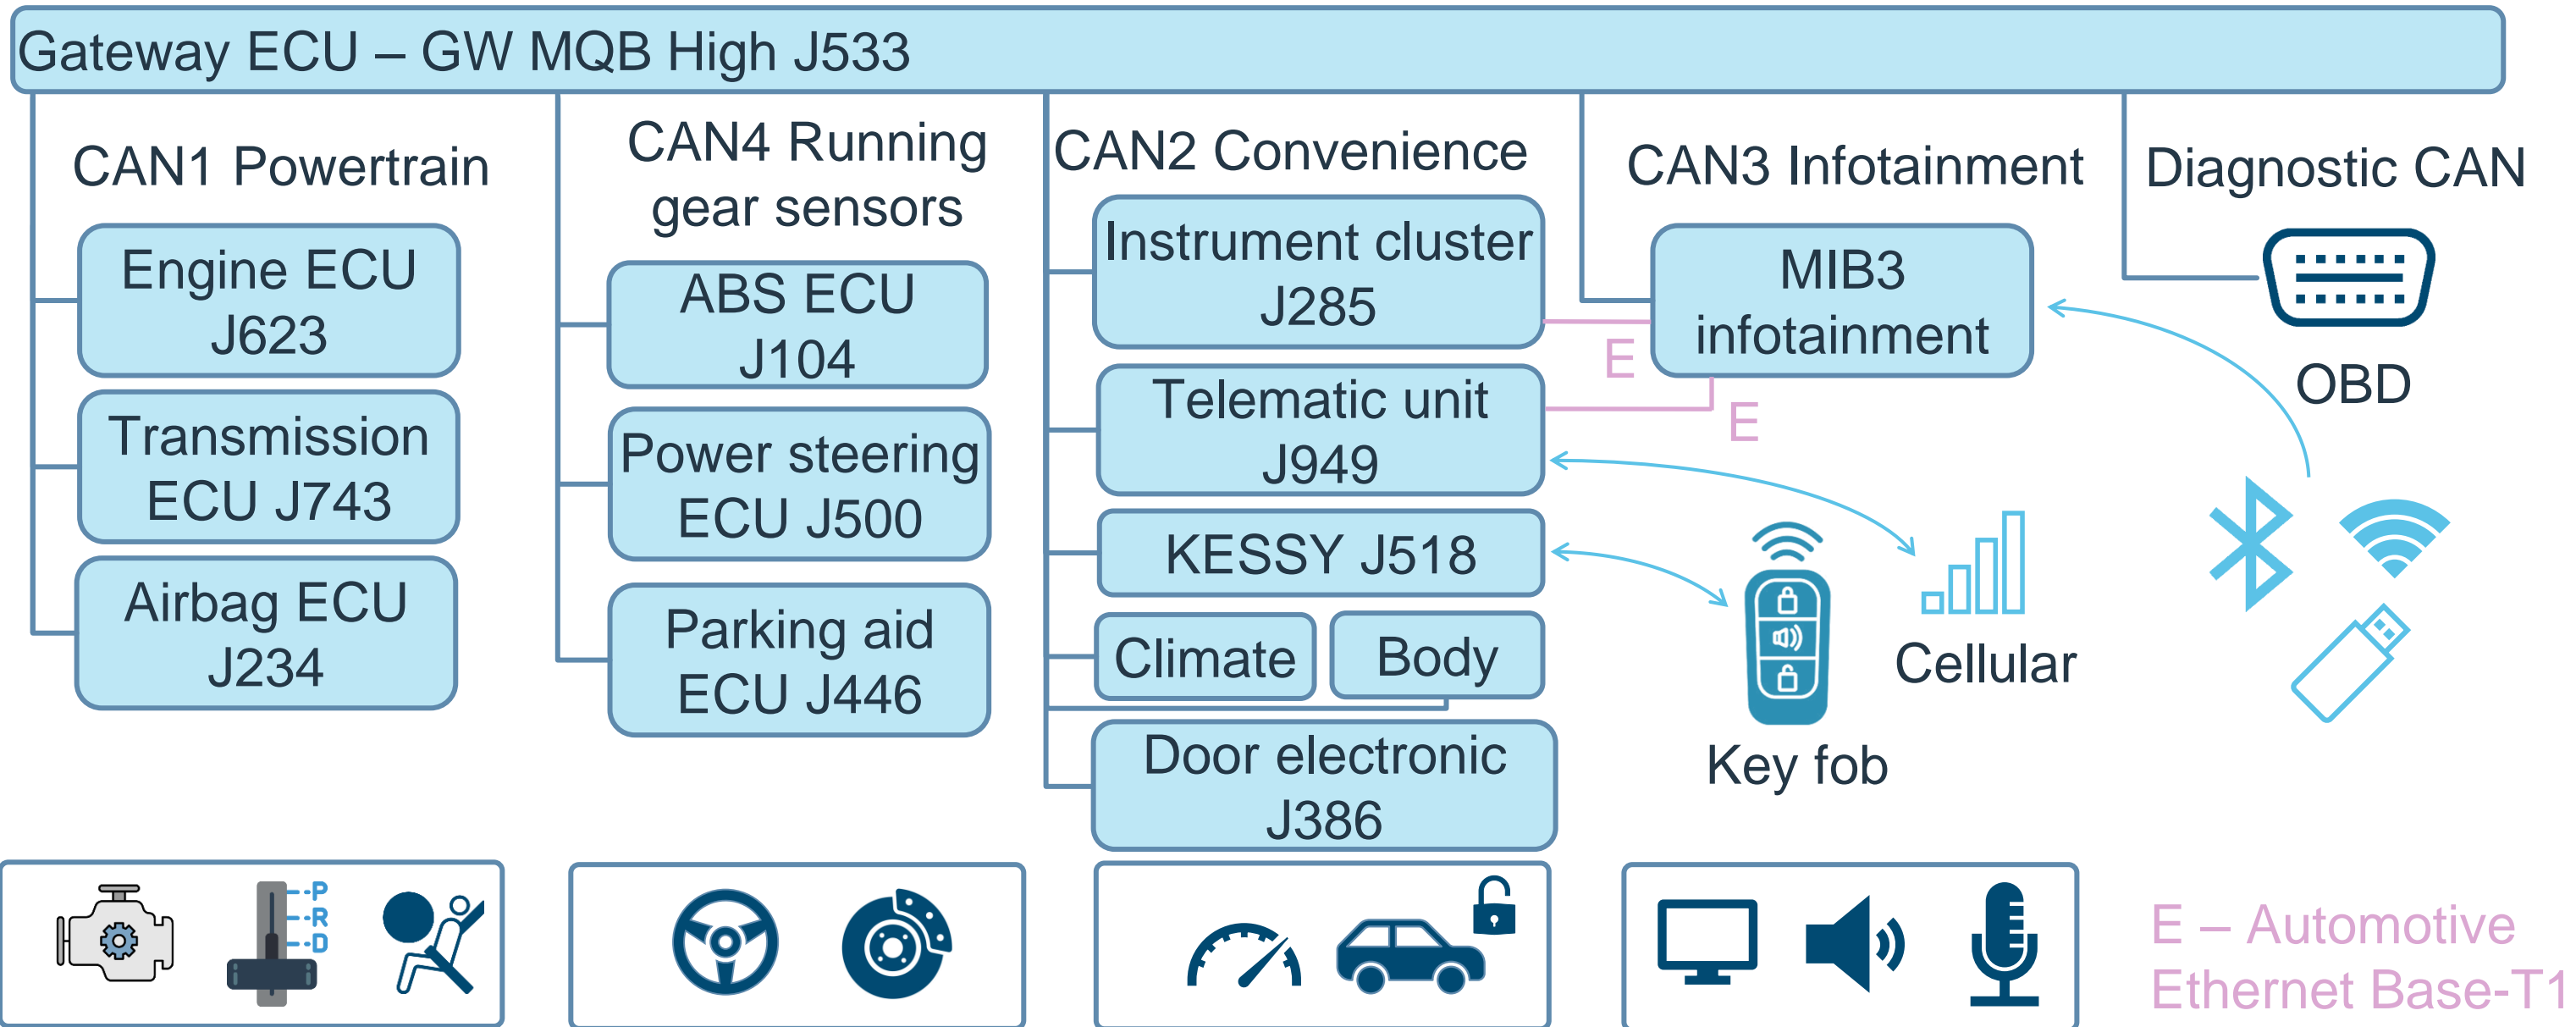 Gateway ECU – GW MQB High J533
CAN1 Powertrain
Engine ECU
J623
Transmission
ECU J743
Airbag ECU
J234
CAN4 Running
gear sensors
ABS ECU
J104
Power steering
ECU J500
Parking aid
ECU J446
CAN2 Convenience
Instrument cluster
J285
Telematic unit
J949
KESSY J518
Climate
Body
Door electronic
J386
CAN3 Infotainment
MIB3
infotainment
E
E
Key fob
Cellular
Diagnostic CAN
OBD
P
R
D
E – Automotive
Ethernet Base-T1